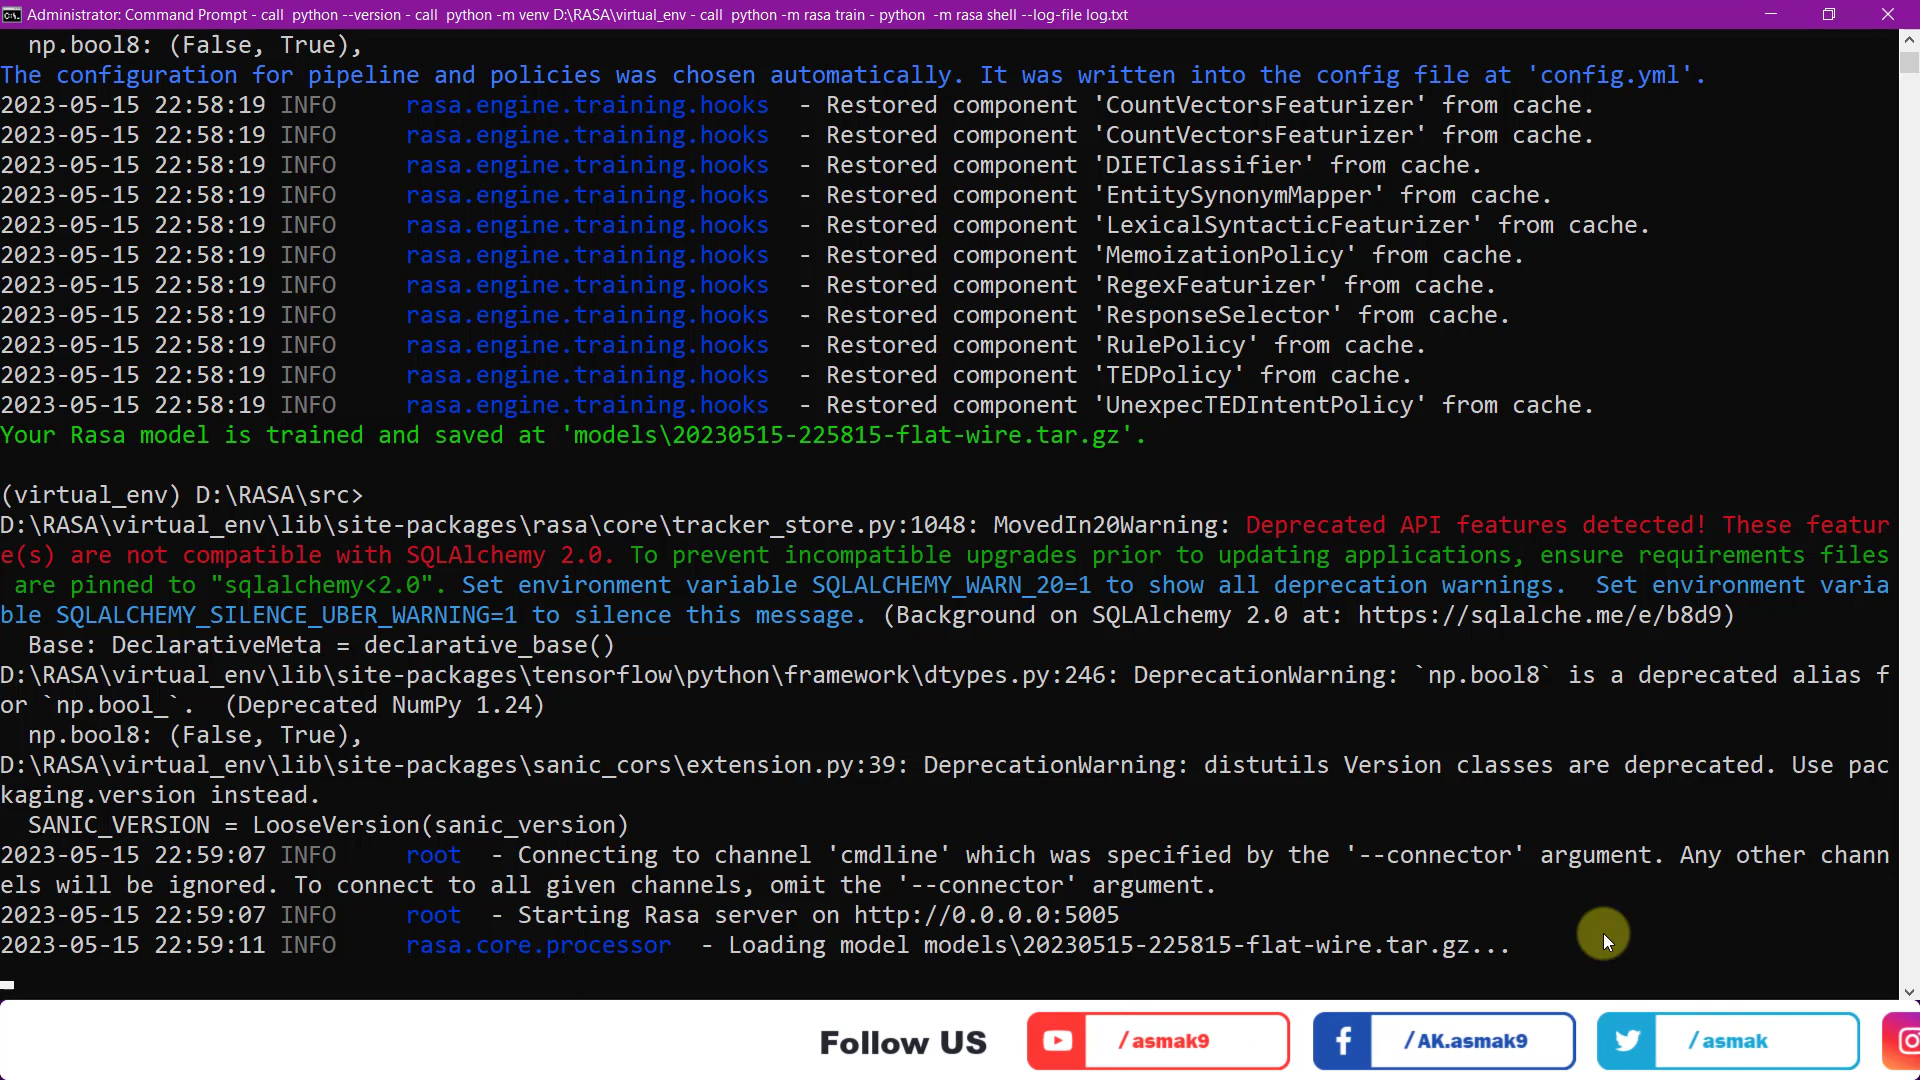 Administrator: Command Prompt - call  python --version - call  python -m venv D:\RASA\virtual_env - call  python -m rasa train - python  -m rasa shell --log-file log.txt
  np.bool8: (False, True),
The configuration for pipeline and policies was chosen automatically. It was written into the config file at 'config.yml'.
2023-05-15 22:58:19 INFO     rasa.engine.training.hooks  - Restored component 'CountVectorsFeaturizer' from cache.
2023-05-15 22:58:19 INFO     rasa.engine.training.hooks  - Restored component 'CountVectorsFeaturizer' from cache.
2023-05-15 22:58:19 INFO     rasa.engine.training.hooks  - Restored component 'DIETClassifier' from cache.
2023-05-15 22:58:19 INFO     rasa.engine.training.hooks  - Restored component 'EntitySynonymMapper' from cache.
2023-05-15 22:58:19 INFO     rasa.engine.training.hooks  - Restored component 'LexicalSyntacticFeaturizer' from cache.
2023-05-15 22:58:19 INFO     rasa.engine.training.hooks  - Restored component 'MemoizationPolicy' from cache.
2023-05-15 22:58:19 INFO     rasa.engine.training.hooks  - Restored component 'RegexFeaturizer' from cache.
2023-05-15 22:58:19 INFO     rasa.engine.training.hooks  - Restored component 'ResponseSelector' from cache.
2023-05-15 22:58:19 INFO     rasa.engine.training.hooks  - Restored component 'RulePolicy' from cache.
2023-05-15 22:58:19 INFO     rasa.engine.training.hooks  - Restored component 'TEDPolicy' from cache.
2023-05-15 22:58:19 INFO     rasa.engine.training.hooks  - Restored component 'UnexpecTEDIntentPolicy' from cache.
Your Rasa model is trained and saved at 'models\20230515-225815-flat-wire.tar.gz'.
(virtual_env) D:\RASA\src>
D:\RASA\virtual_env\lib\site-packages\rasa\core\tracker_store.py:1048: MovedIn20Warning: Deprecated API features detected! These featur
e(s) are not compatible with SQLAlchemy 2.0. To prevent incompatible upgrades prior to updating applications, ensure requirements files
 are pinned to "sqlalchemy<2.0". Set environment variable SQLALCHEMY_WARN_20=1 to show all deprecation warnings.  Set environment varia
ble SQLALCHEMY_SILENCE_UBER_WARNING=1 to silence this message. (Background on SQLAlchemy 2.0 at: https://sqlalche.me/e/b8d9)
  Base: DeclarativeMeta = declarative_base()
D:\RASA\virtual_env\lib\site-packages\tensorflow\python\framework\dtypes.py:246: DeprecationWarning: `np.bool8` is a deprecated alias f
or `np.bool_`.  (Deprecated NumPy 1.24)
  np.bool8: (False, True),
D:\RASA\virtual_env\lib\site-packages\sanic_cors\extension.py:39: DeprecationWarning: distutils Version classes are deprecated. Use pac
kaging.version instead.
  SANIC_VERSION = LooseVersion(sanic_version)
2023-05-15 22:59:07 INFO     root  - Connecting to channel 'cmdline' which was specified by the '--connector' argument. Any other chann
els will be ignored. To connect to all given channels, omit the '--connector' argument.
2023-05-15 22:59:07 INFO     root  - Starting Rasa server on http://0.0.0.0:5005
2023-05-15 22:59:11 INFO     rasa.core.processor  - Loading model models\20230515-225815-flat-wire.tar.gz...
Follow US /asmak9 /AK.asmak9 /asmak